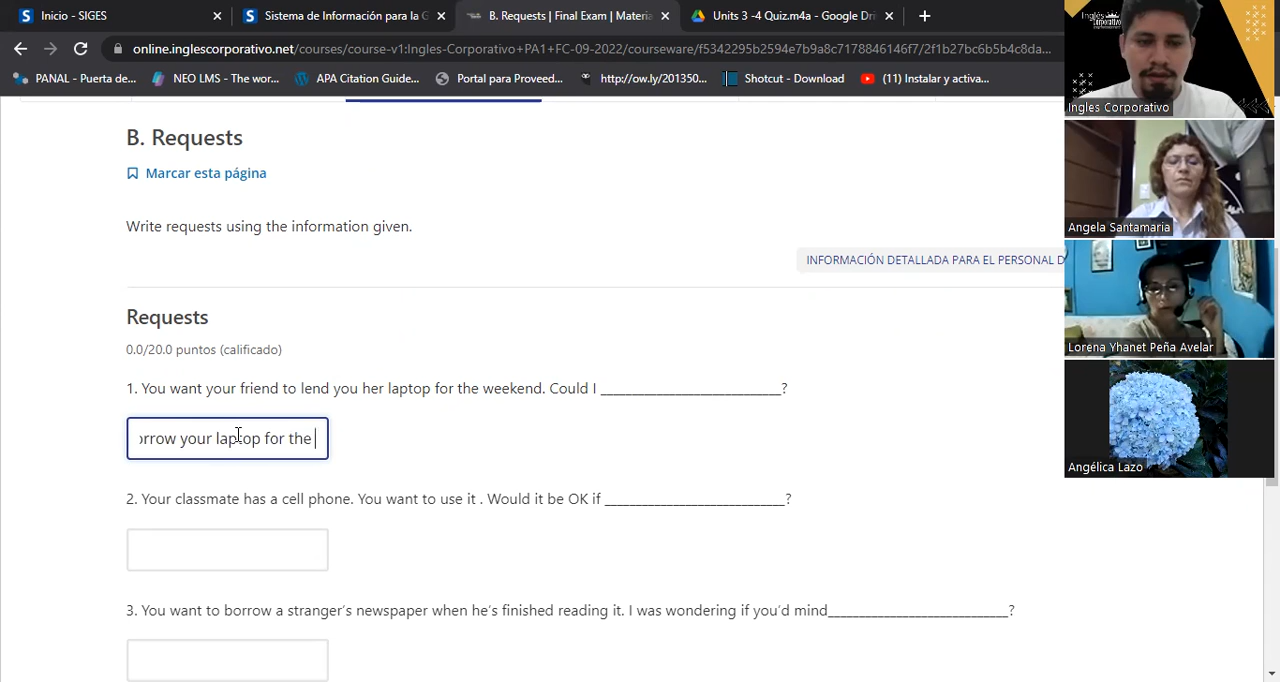 Inicio - SIGES
Sistema de Información para la G
B. Requests | Final Exam | Materia
Units 3 -4 Quiz.m4a - Google Dri
online.inglescorporativo.net/courses/course-v1:Ingles-Corporativo+PA1+FC-09-2022/courseware/f5342295b2594e7b9a8c7178846146f7/2f1b27bc6b5b4c8da...
PANAL - Puerta de...
NEO LMS - The wor...
APA Citation Guide...
Portal para Proveed...
http://ow.ly/201350...
Shotcut - Download
(11) Instalar y activa...
B. Requests
Marcar esta página
Write requests using the information given.
INFORMACIÓN DETALLADA PARA EL PERSONAL D
Requests
0.0/20.0 puntos (calificado)
1. You want your friend to lend you her laptop for the weekend. Could I ________________________?
orrow your laptop for the
2. Your classmate has a cell phone. You want to use it . Would it be OK if ________________________?
3. You want to borrow a stranger's newspaper when he's finished reading it. I was wondering if you'd mind________________________?
Inglés
Corporativo
Ingles Corporativo
Angela Santamaria
Lorena Yhanet Peña Avelar
Angélica Lazo